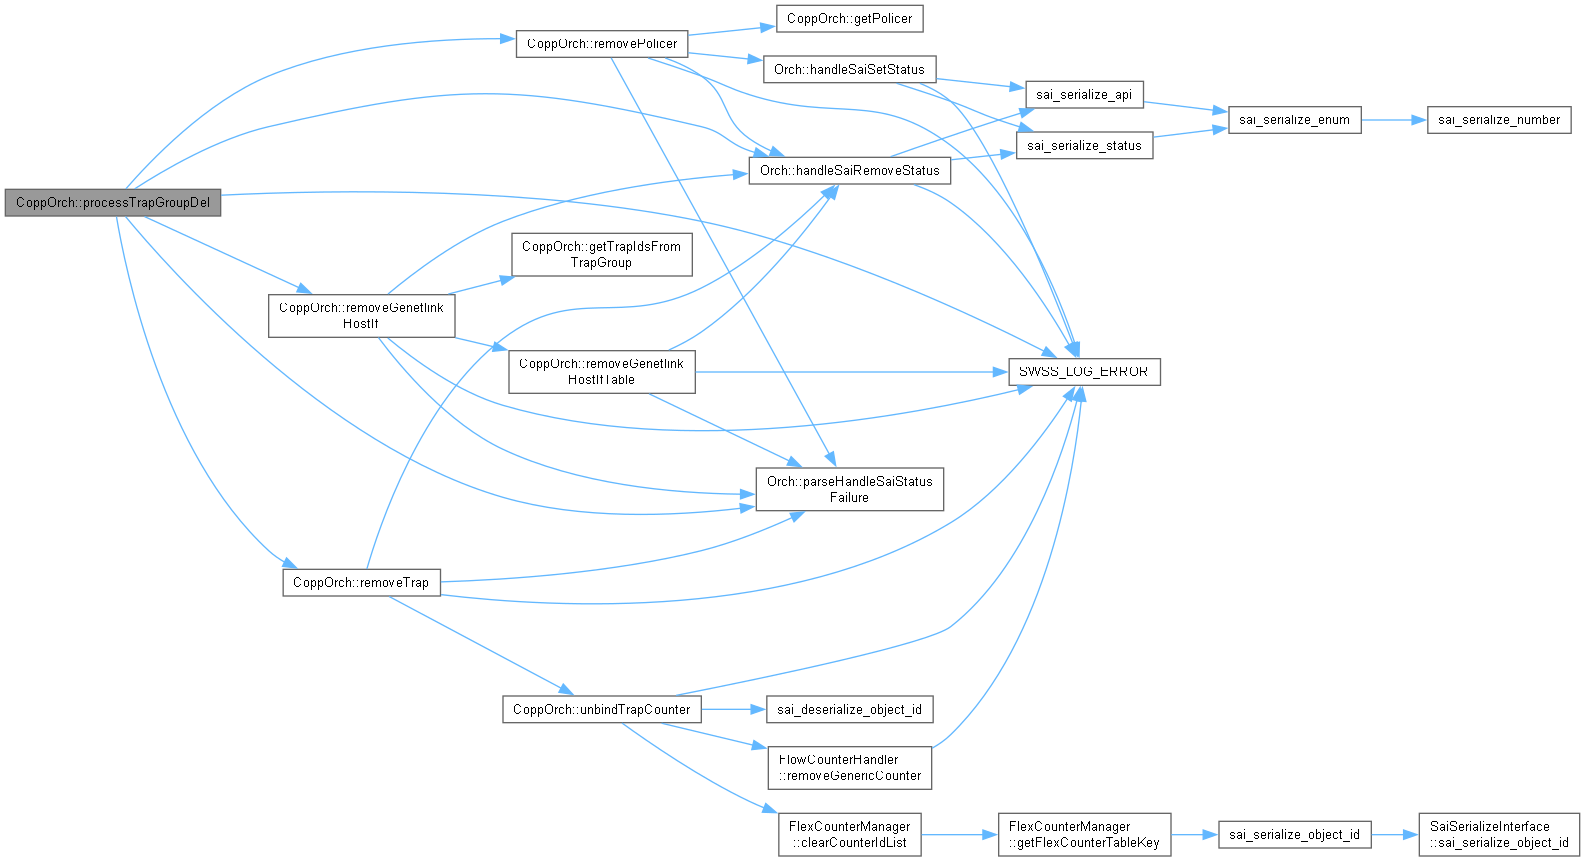 CoppOrch::getPolicer
CoppOrch::removePolicer
Orch::handleSaiSetStatus
sai_serialize_api
sai_serialize_enum
sai_serialize_number
sai_serialize_status
Orch::handleSaiRemoveStatus
CoppOrch::processTrapGroupDel
CoppOrch::getTrapIdsFrom
TrapGroup
CoppOrch::removeGenetlink
HostIf
CoppOrch::removeGenetlink
HostIfTable
SWSS_LOG_ERROR
Orch::parseHandleSaiStatus
Failure
CoppOrch::removeTrap
CoppOrch::unbindTrapCounter
sai_deserialize_object_id
FlowCounterHandler
::removeGenericCounter
FlexCounterManager
::clearCounterIdList
FlexCounterManager
::getFlexCounterTableKey
sai_serialize_object_id
SaiSerializeInterface
::sai_serialize_object_id